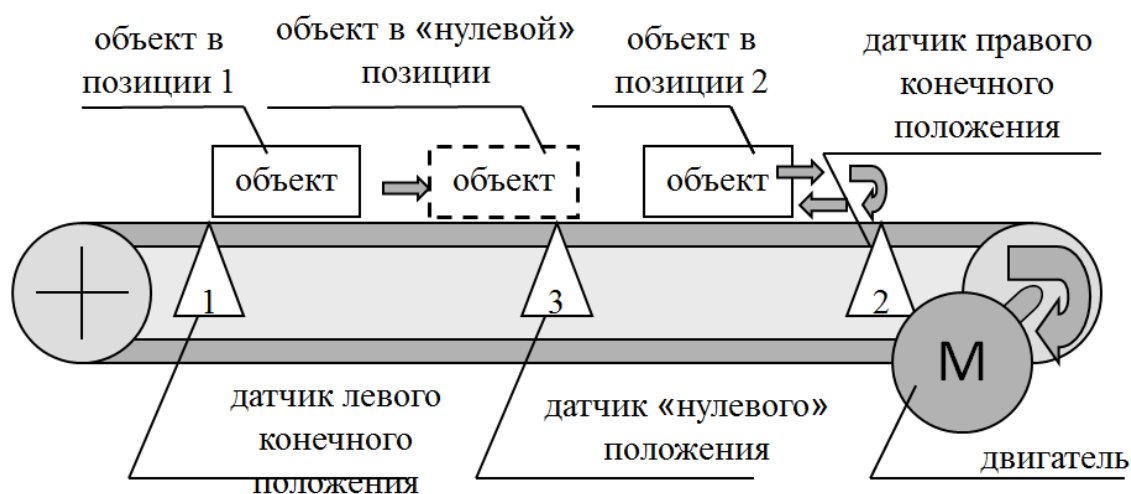 объект в
позиции 1
объект в «нулевой»
позиции
объект в
позиции 2
датчик правого
конечного
положения
объект
объект
объект
1
3
2
M
датчик левого
конечного
положения
датчик «нулевого»
положения
двигатель